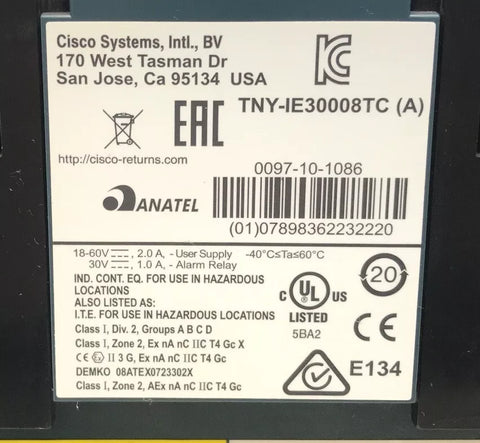 Cisco Systems, Intl., BV
170 West Tasman Dr
San Jose, Ca 95134 USA
TNY-IE30008TC (A)
EAC
http://cisco-returns.com
0097-10-1086
ANATEL
(01)07898362232220
18-60V, 2.0 A, - User Supply -40°C≤Ta≤60°C
30V, 1.0 A, - Alarm Relay
IND. CONT. EQ. FOR USE IN HAZARDOUS
LOCATIONS
ALSO LISTED AS:
I.T.E. FOR USE IN HAZARDOUS LOCATIONS
Class I, Div. 2, Groups A B C D
Class I, Zone 2, Ex nA nC IIC T4 Gc X
CE Ex II 3 G, Ex nA nC IIC T4 Gc
DEMKO 08ATEX0723302X
Class I, Zone 2, AEx nA nC IIC T4 Gc
C UL US
LISTED
5BA2
20
CE
E134